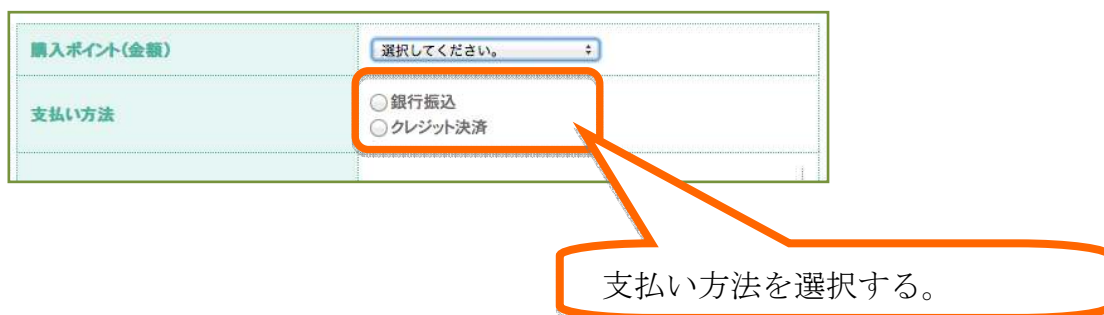 購入ポイント(金額)
選択してください。
支払い方法
銀行振込
クレジット決済
支払い方法を選択する。